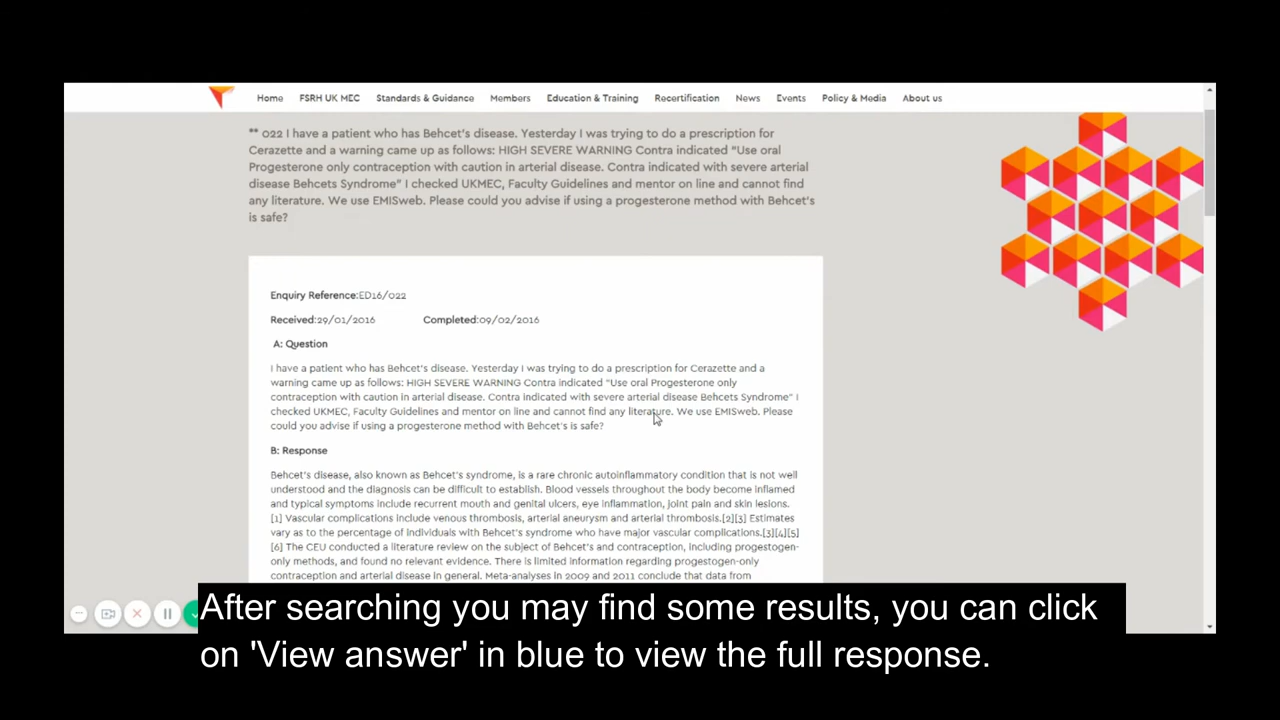 Home FSRH UK MEC Standards & Guidance Members Education & Training Recertification News Events Policy & Media About us
** 022 I have a patient who has Behcet's disease. Yesterday I was trying to do a prescription for
Cerazette and a warning came up as follows: HIGH SEVERE WARNING Contra indicated "Use oral
Progesterone only contraception with caution in arterial disease. Contra indicated with severe arterial
disease Behcets Syndrome" I checked UKMEC, Faculty Guidelines and mentor on line and cannot find
any literature. We use EMISweb. Please could you advise if using a progesterone method with Behcet's
is safe?
Enquiry Reference:ED16/022
Received:29/01/2016 Completed:09/02/2016
A: Question
I have a patient who has Behcet's disease. Yesterday I was trying to do a prescription for Cerazette and a
warning came up as follows: HIGH SEVERE WARNING Contra indicated "Use oral Progesterone only
contraception with caution in arterial disease. Contra indicated with severe arterial disease Behcets Syndrome" I
checked UKMEC, Faculty Guidelines and mentor on line and cannot find any literature. We use EMISweb. Please
could you advise if using a progesterone method with Behcet's is safe?
B: Response
Behcet's disease, also known as Behcet's syndrome, is a rare chronic autoinflammatory condition that is not well
understood and the diagnosis can be difficult to establish. Blood vessels throughout the body become inflamed
and typical symptoms include recurrent mouth and genital ulcers, eye inflammation, joint pain and skin lesions.
[1] Vascular complications include venous thrombosis, arterial aneurysm and arterial thrombosis.[2][3] Estimates
vary as to the percentage of individuals with Behcet's syndrome who have major vascular complications.[3][4][5]
[6] The CEU conducted a literature review on the subject of Behcet's and contraception, including progestogen-
only methods, and found no relevant evidence. There is limited information regarding progestogen-only
contraception and arterial disease in general. Meta-analyses in 2009 and 2011 conclude that data from
After searching you may find some results, you can click
on 'View answer' in blue to view the full response.